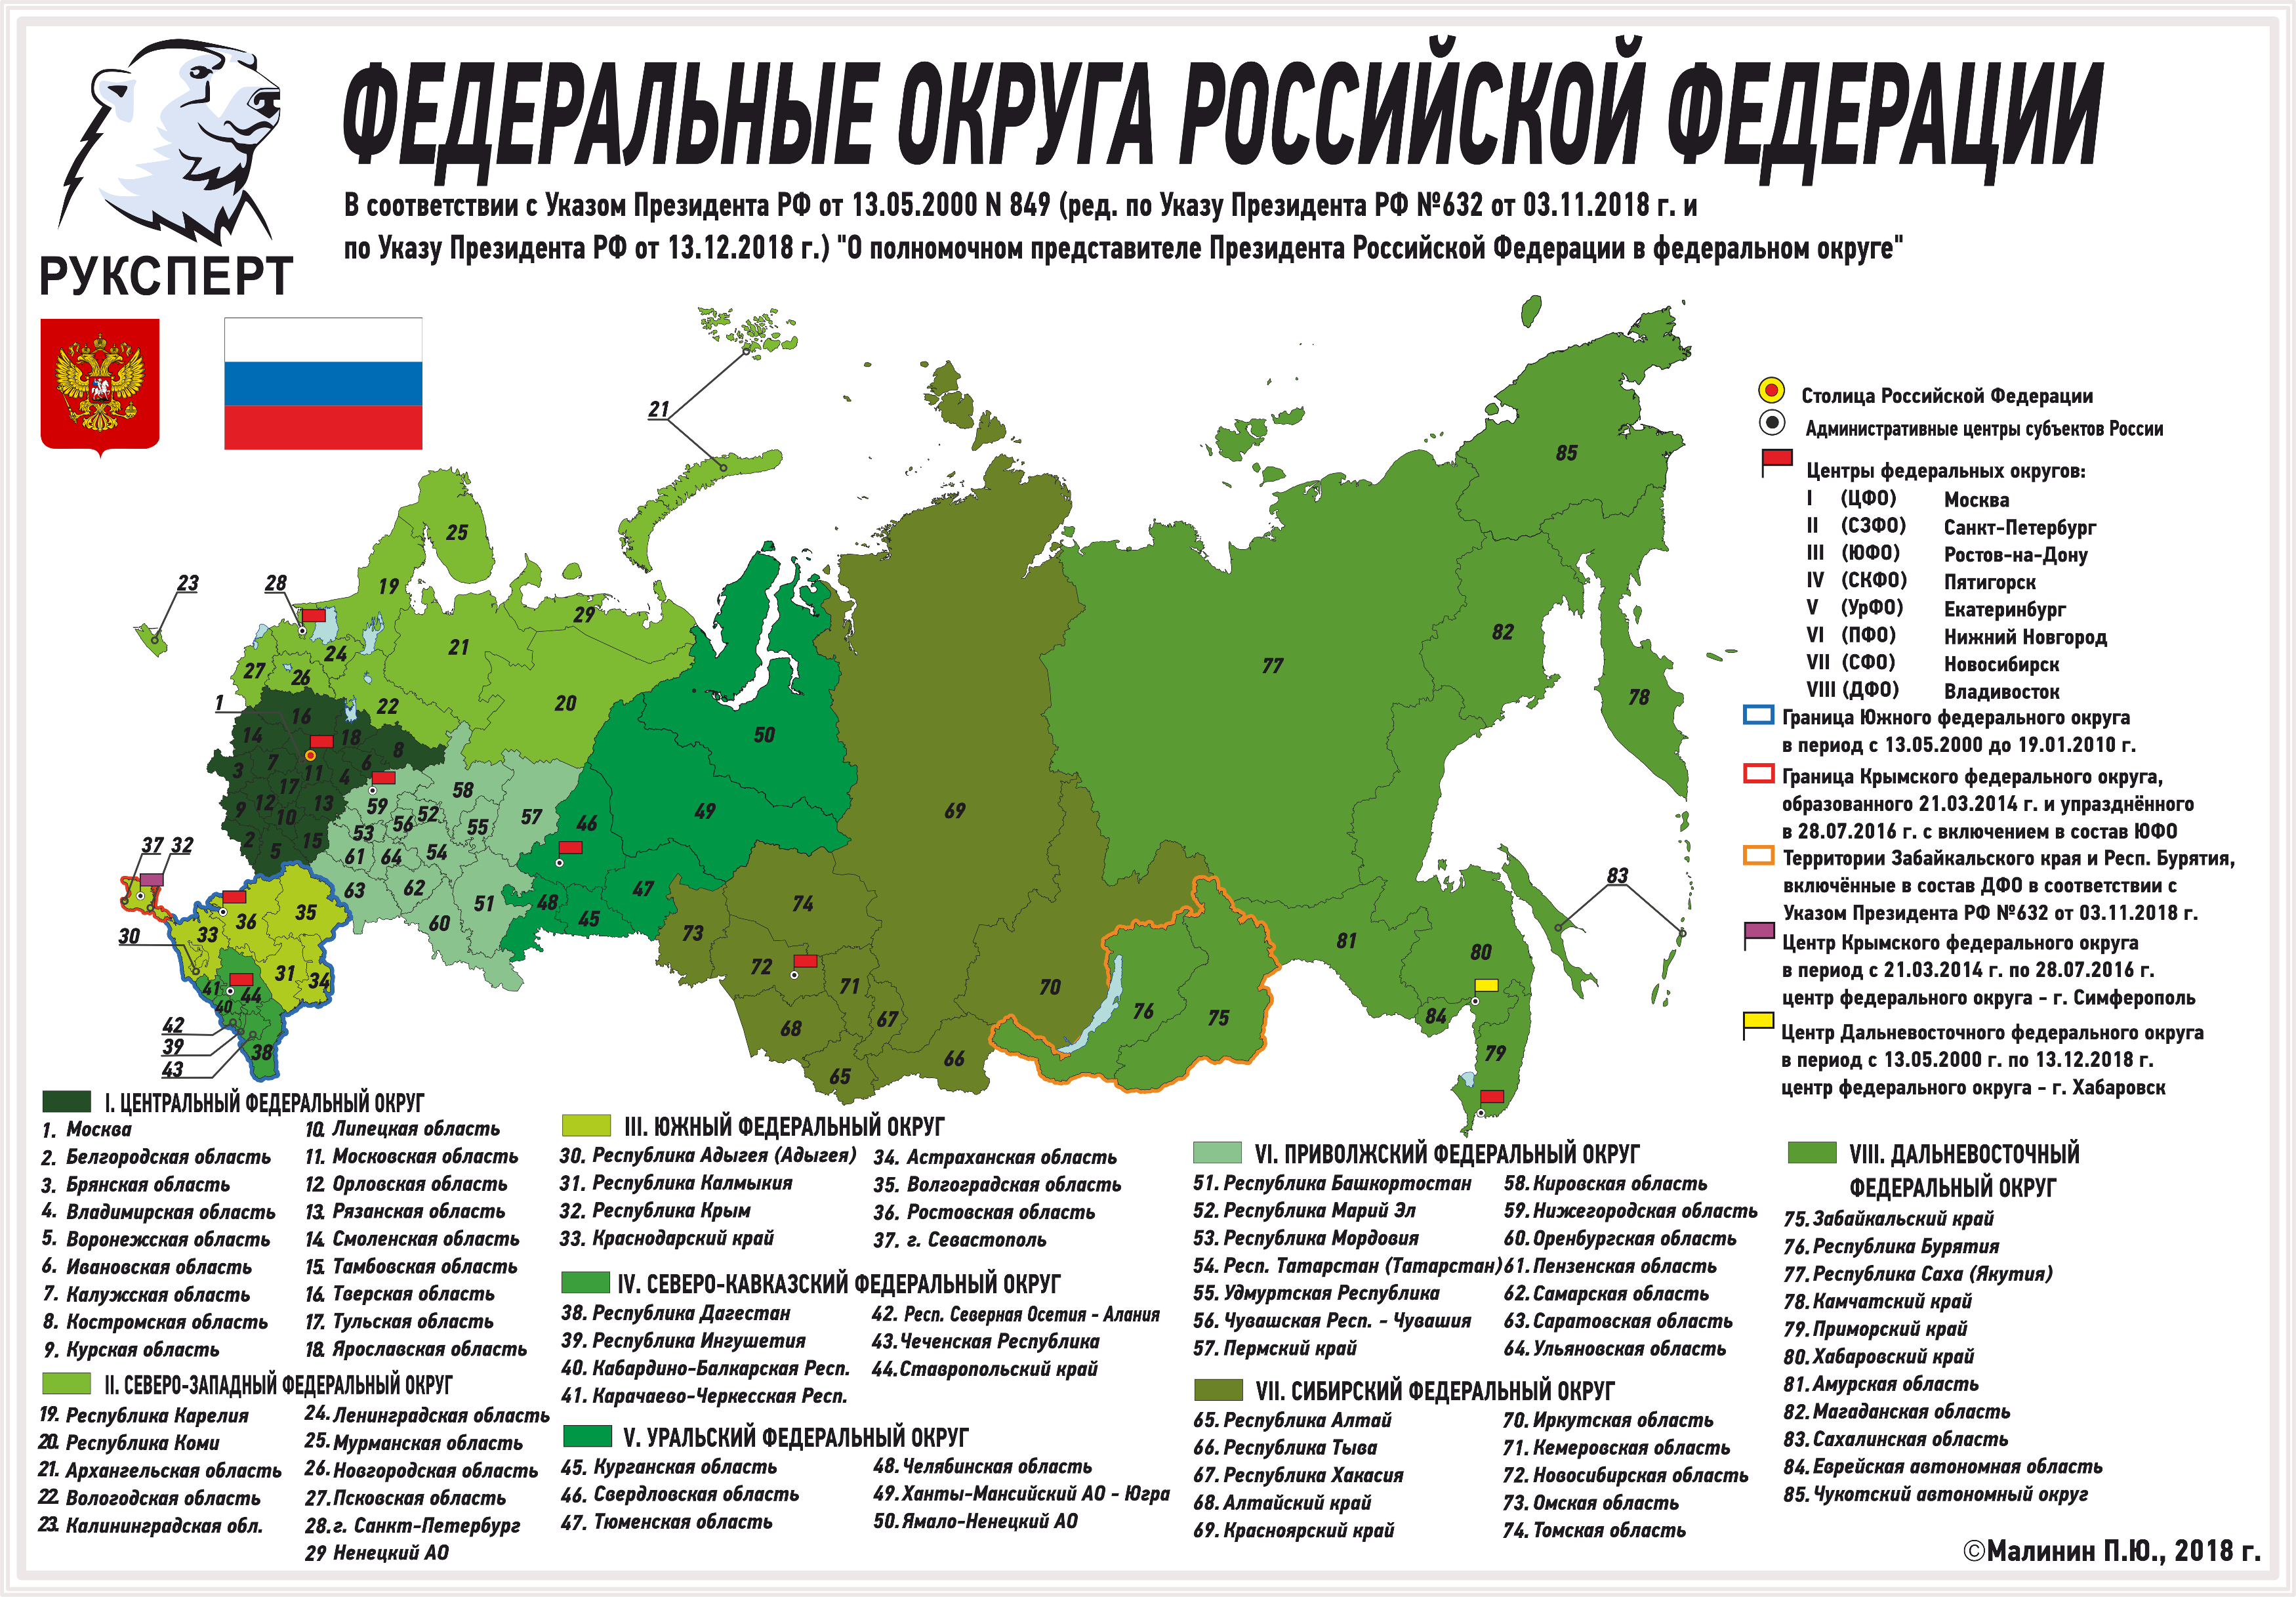 ФЕДЕРАЛЬНЫЕ ОКРУГА РОССИЙСКОЙ ФЕДЕРАЦИИ
В соответствии с Указом Президента РФ от 13.05.2000 N 849 (ред. по Указу Президента РФ №632 от 03.11.2018 г. и
по Указу Президента РФ от 13.12.2018 г.) "О полномочном представителе Президента Российской Федерации в федеральном округе"
РУКСПЕРТ
21
85
25
23
28
19
29
24
21
82
27
26
77
20
78
1
16
22
50
14
18
8
3
7
6
11
4
17
58
9
12
13
59
52
57
46
49
69
10
53
56
55
2
5
15
61
64
54
37
32
63
62
51
48
47
45
74
83
36
35
33
60
73
81
80
30
31
34
72
71
70
41
44
40
76
75
84
42
68
67
39
43
38
66
65
79
Столица Российской Федерации
Административные центры субъектов России
Центры федеральных округов:
I (ЦФО) Москва
II (СЗФО) Санкт-Петербург
III (ЮФО) Ростов-на-Дону
IV (СКФО) Пятигорск
V (УрФО) Екатеринбург
VI (ПФО) Нижний Новгород
VII (СФО) Новосибирск
VIII (ДФО) Владивосток
Граница Южного федерального округа
в период с 13.05.2000 до 19.01.2010 г.
Граница Крымского федерального округа,
образованного 21.03.2014 г. и упразднённого
в 28.07.2016 г. с включением в состав ЮФО
Территории Забайкальского края и Респ. Бурятия,
включённые в состав ДФО в соответствии с
Указом Президента РФ №632 от 03.11.2018 г.
Центр Крымского федерального округа
в период с 21.03.2014 г. по 28.07.2016 г.
центр федерального округа - г. Симферополь
Центр Дальневосточного федерального округа
в период с 13.05.2000 г. по 13.12.2018 г.
центр федерального округа - г. Хабаровск
I. ЦЕНТРАЛЬНЫЙ ФЕДЕРАЛЬНЫЙ ОКРУГ
1. Москва
2. Белгородская область
3. Брянская область
4. Владимирская область
5. Воронежская область
6. Ивановская область
7. Калужская область
8. Костромская область
9. Курская область
10. Липецкая область
11. Московская область
12. Орловская область
13. Рязанская область
14. Смоленская область
15. Тамбовская область
16. Тверская область
17. Тульская область
18. Ярославская область
II. СЕВЕРО-ЗАПАДНЫЙ ФЕДЕРАЛЬНЫЙ ОКРУГ
19. Республика Карелия
20. Республика Коми
21. Архангельская область
22. Вологодская область
23. Калининградская обл.
24. Ленинградская область
25. Мурманская область
26. Новгородская область
27. Псковская область
28. г. Санкт-Петербург
29 Ненецкий АО
III. ЮЖНЫЙ ФЕДЕРАЛЬНЫЙ ОКРУГ
30. Республика Адыгея (Адыгея)
31. Республика Калмыкия
32. Республика Крым
33. Краснодарский край
34. Астраханская область
35. Волгоградская область
36. Ростовская область
37. г. Севастополь
IV. СЕВЕРО-КАВКАЗСКИЙ ФЕДЕРАЛЬНЫЙ ОКРУГ
38. Республика Дагестан
39. Республика Ингушетия
40. Кабардино-Балкарская Респ.
41. Карачаево-Черкесская Респ.
42. Респ. Северная Осетия - Алания
43. Чеченская Республика
44. Ставропольский край
V. УРАЛЬСКИЙ ФЕДЕРАЛЬНЫЙ ОКРУГ
45. Курганская область
46. Свердловская область
47. Тюменская область
48. Челябинская область
49. Ханты-Мансийский АО - Югра
50. Ямало-Ненецкий АО
VI. ПРИВОЛЖСКИЙ ФЕДЕРАЛЬНЫЙ ОКРУГ
51. Республика Башкортостан
52. Республика Марий Эл
53. Республика Мордовия
54. Респ. Татарстан (Татарстан)
55. Удмуртская Республика
56. Чувашская Респ. - Чувашия
57. Пермский край
58. Кировская область
59. Нижегородская область
60. Оренбургская область
61. Пензенская область
62. Самарская область
63. Саратовская область
64. Ульяновская область
VII. СИБИРСКИЙ ФЕДЕРАЛЬНЫЙ ОКРУГ
65. Республика Алтай
66. Республика Тыва
67. Республика Хакасия
68. Алтайский край
69. Красноярский край
70. Иркутская область
71. Кемеровская область
72. Новосибирская область
73. Омская область
74. Томская область
VIII. ДАЛЬНЕВОСТОЧНЫЙ
ФЕДЕРАЛЬНЫЙ ОКРУГ
75. Забайкальский край
76. Республика Бурятия
77. Республика Саха (Якутия)
78. Камчатский край
79. Приморский край
80. Хабаровский край
81. Амурская область
82. Магаданская область
83. Сахалинская область
84. Еврейская автономная область
85. Чукотский автономный округ
©Малинин П.Ю., 2018 г.